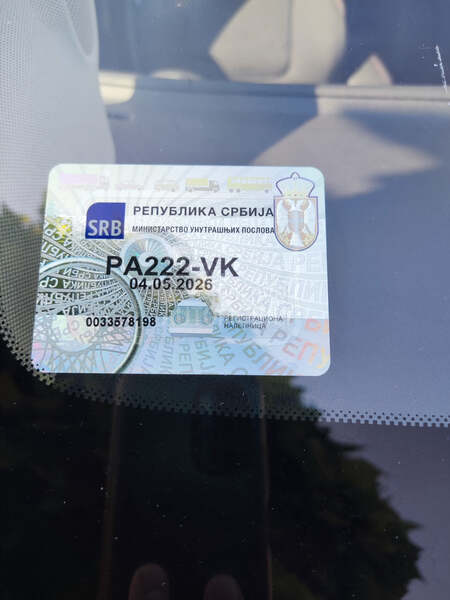 SRB
РЕПУБЛИКА СРБИЈА
МИНИСТАРСТВО УНУТРАШЊИХ ПОСЛОВА
PA222-VK
04.05.2026
0033578198
РЕГИСТРАЦИОНА
НАЛЕПНИЦА